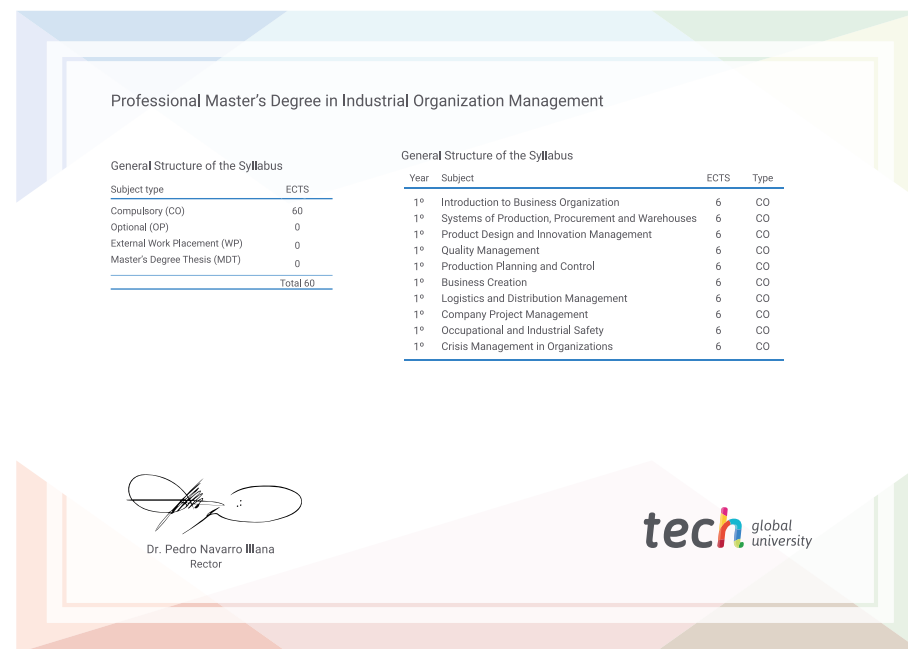 Professional Master's Degree in Industrial Organization Management
General Structure of the Syllabus
Subject type ECTS
Compulsory (CO) 60
Optional (OP) 0
External Work Placement (WP) 0
Master's Degree Thesis (MDT) 0
Total 60
General Structure of the Syllabus
Year Subject ECTS Type
1º Introduction to Business Organization 6 CO
1º Systems of Production, Procurement and Warehouses 6 CO
1º Product Design and Innovation Management 6 CO
1º Quality Management 6 CO
1º Production Planning and Control 6 CO
1º Business Creation 6 CO
1º Logistics and Distribution Management 6 CO
1º Company Project Management 6 CO
1º Occupational and Industrial Safety 6 CO
1º Crisis Management in Organizations 6 CO
Dr. Pedro Navarro Illana
Rector
tech global
university